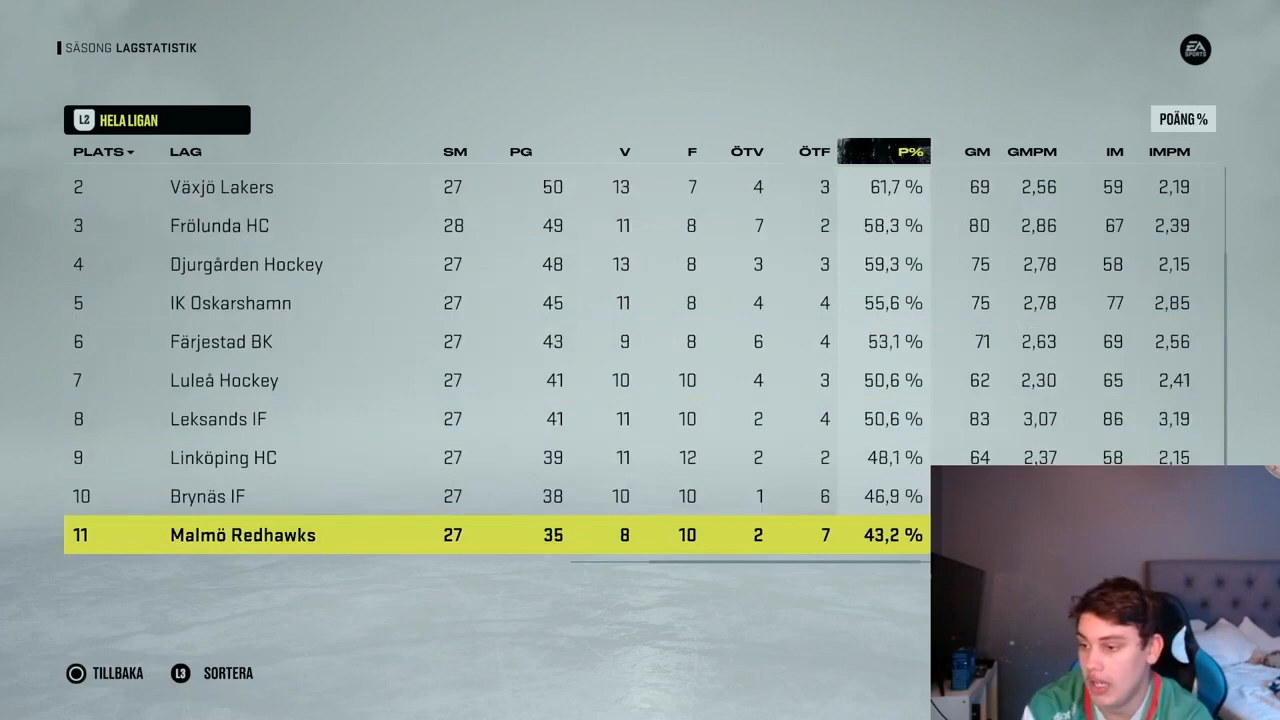 SÄSONG LAGSTATISTIK
EA SPORTS
L2 HELA LIGAN
POÄNG %
PLATS LAG SM PG V F ÖTV ÖTF P% GM GMPM IM IMPM
2 Växjö Lakers 27 50 13 7 4 3 61,7 % 69 2,56 59 2,19
3 Frölunda HC 28 49 11 8 7 2 58,3 % 80 2,86 67 2,39
4 Djurgården Hockey 27 48 13 8 3 3 59,3 % 75 2,78 58 2,15
5 IK Oskarshamn 27 45 11 8 4 4 55,6 % 75 2,78 77 2,85
6 Färjestad BK 27 43 9 8 6 4 53,1 % 71 2,63 69 2,56
7 Luleå Hockey 27 41 10 10 4 3 50,6 % 62 2,30 65 2,41
8 Leksands IF 27 41 11 10 2 4 50,6 % 83 3,07 86 3,19
9 Linköping HC 27 39 11 12 2 2 48,1 % 64 2,37 58 2,15
10 Brynäs IF 27 38 10 10 1 6 46,9 %
11 Malmö Redhawks 27 35 8 10 2 7 43,2 %
TILLBAKA L3 SORTERA